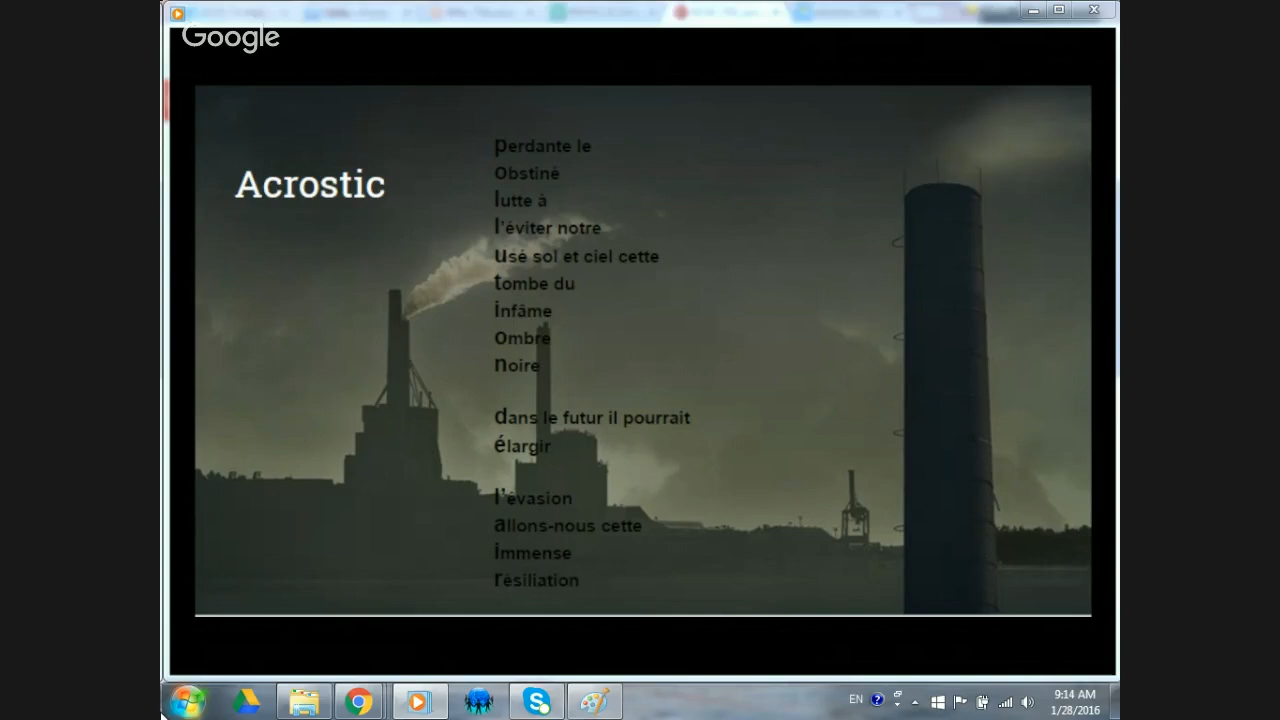 Google
Acrostic
perdante le
obstiné
lutte à
l'éviter notre
usé sol et ciel cette
tombe du
infâme
ombre
noire
dans le futur il pourrait
élargir
l'évasion
allons-nous cette
immense
résiliation
EN
9:14 AM
1/28/2016